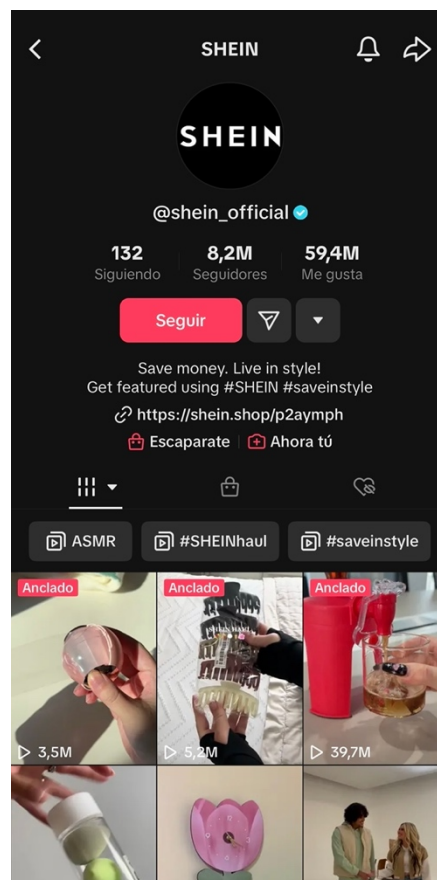 SHEIN
SHEIN
@shein_official
132 8,2M 59,4M
Siguiendo Seguidores Me gusta
Seguir
Save money. Live in style!
Get featured using #SHEIN #saveinstyle
https://shein.shop/p2aymph
Escaparate Ahora tú
ASMR #SHEINhaul #saveinstyle
Anclado Anclado Anclado
3,5M 5,2M 39,7M